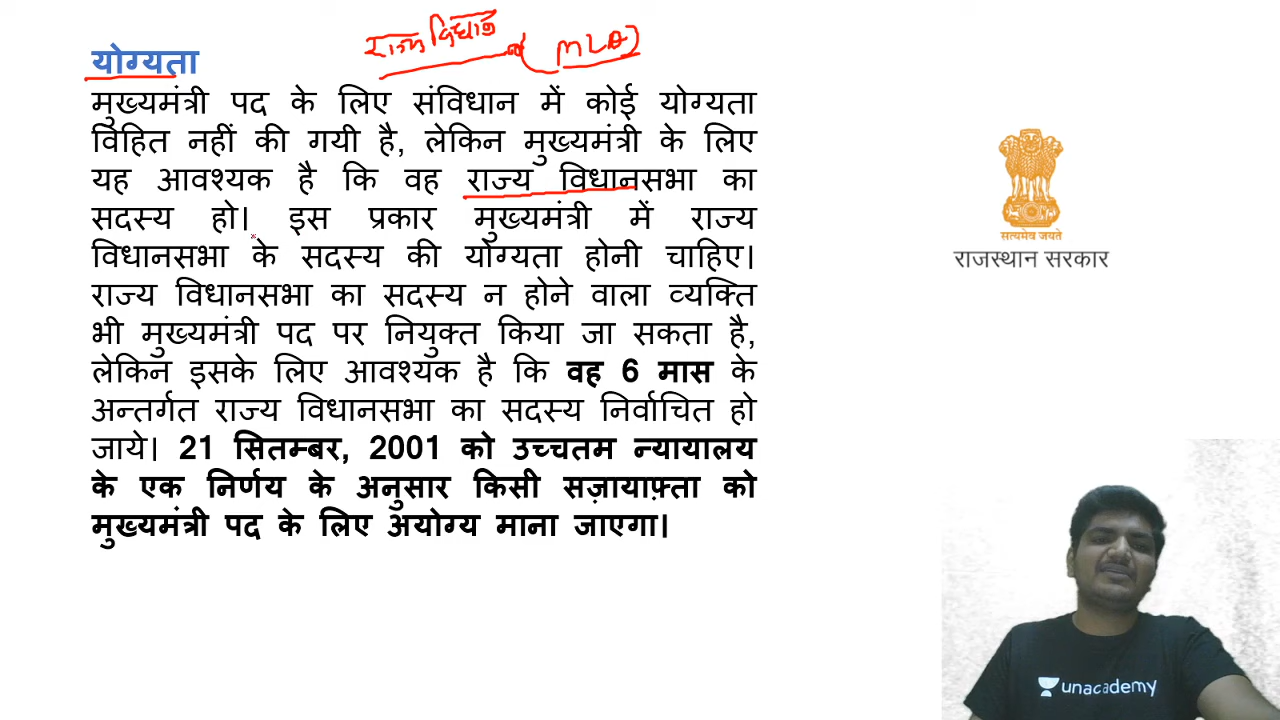 राज्य विधान (MLA)
योग्यता
मुख्यमंत्री पद के लिए संविधान में कोई योग्यता
विहित नहीं की गयी है, लेकिन मुख्यमंत्री के लिए
यह आवश्यक है कि वह राज्य विधानसभा का
सदस्य हो। इस प्रकार मुख्यमंत्री में राज्य
विधानसभा के सदस्य की योग्यता होनी चाहिए।
राज्य विधानसभा का सदस्य न होने वाला व्यक्ति
भी मुख्यमंत्री पद पर नियुक्त किया जा सकता है,
लेकिन इसके लिए आवश्यक है कि वह 6 मास के
अन्तर्गत राज्य विधानसभा का सदस्य निर्वाचित हो
जाये। 21 सितम्बर, 2001 को उच्चतम न्यायालय
के एक निर्णय के अनुसार किसी सज़ायाफ़्ता को
मुख्यमंत्री पद के लिए अयोग्य माना जाएगा।
सत्यमेव जयते
राजस्थान सरकार
unacademy